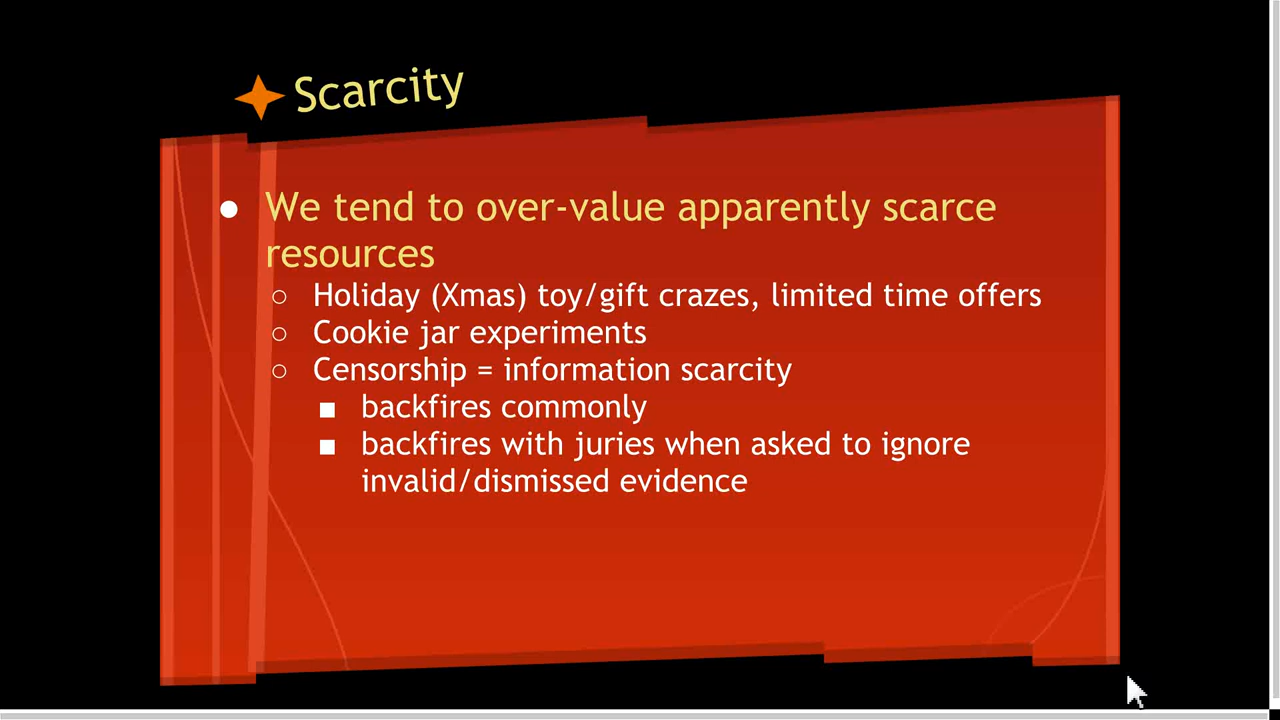 Scarcity
● We tend to over-value apparently scarce
resources
○ Holiday (Xmas) toy/gift crazes, limited time offers
○ Cookie jar experiments
○ Censorship = information scarcity
■ backfires commonly
■ backfires with juries when asked to ignore
invalid/dismissed evidence